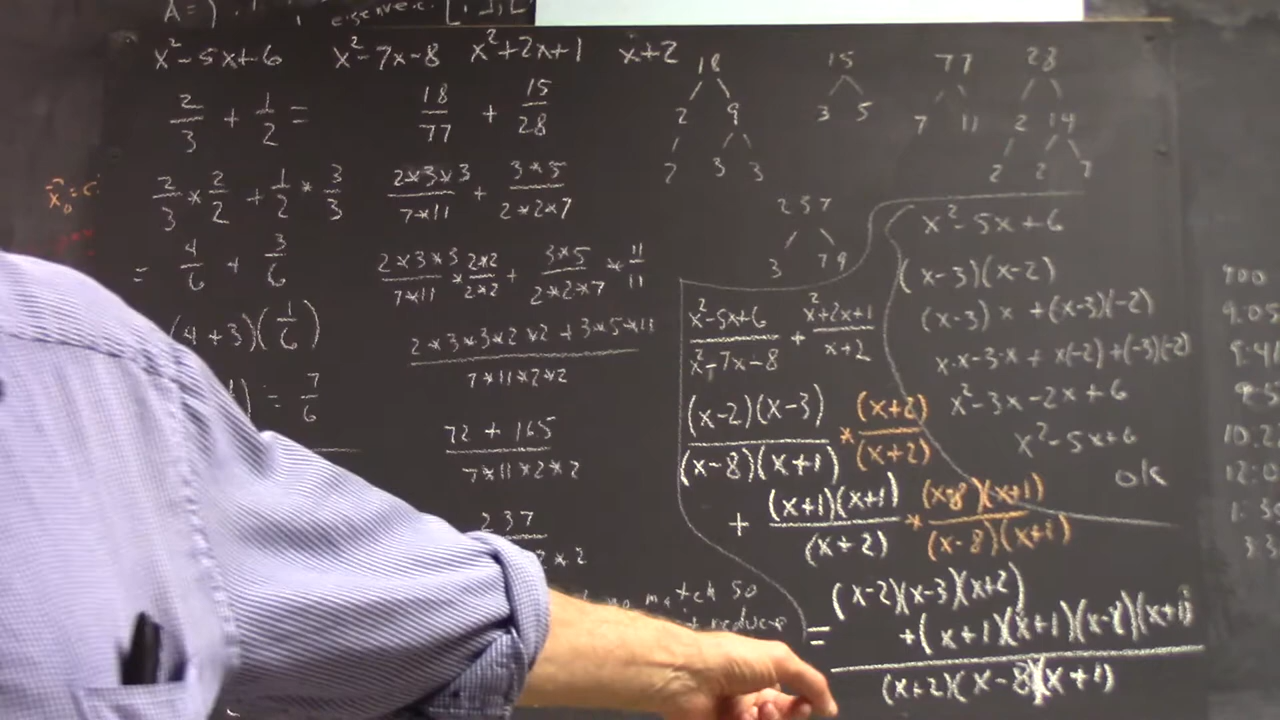 eigenvec.
x²-5x+6   x²-7x-8   x²+2x+1   x+2
2/3 + 1/2 =
2/3 * 2/2 + 1/2 * 3/3
= 4/6 + 3/6
(4+3)(1/6)
= 7/6
18/77 + 15/28
2*3*3/7*11 + 3*5/2*2*7
2*3*3/7*11 * 2*2/2*2 + 3*5/2*2*7 * 11/11
2*3*3*2*2 + 3*5*11
7*11*2*2
72 + 165
7*11*2*2
237
*2
no match so
reduce
18
2 9
2 3 3
15
3 5
77
7 11
28
2 14
2 2 7
237
3 79
x²-5x+6/x²-7x-8 + x²+2x+1/x+2
(x-2)(x-3)/(x-8)(x+1) * (x+2)/(x+2)
+ (x+1)(x+1)/(x+2) * (x-8)(x+1)/(x-8)(x+1)
= (x-2)(x-3)(x+2)
+(x+1)(x+1)(x-8)(x+1)
(x+2)(x-8)(x+1)
x²-5x+6
(x-3)(x-2)
(x-3)x+(x-3)(-2)
x·x-3·x+x(-2)+(-3)(-2)
x²-3x-2x+6
x²-5x+6
ok